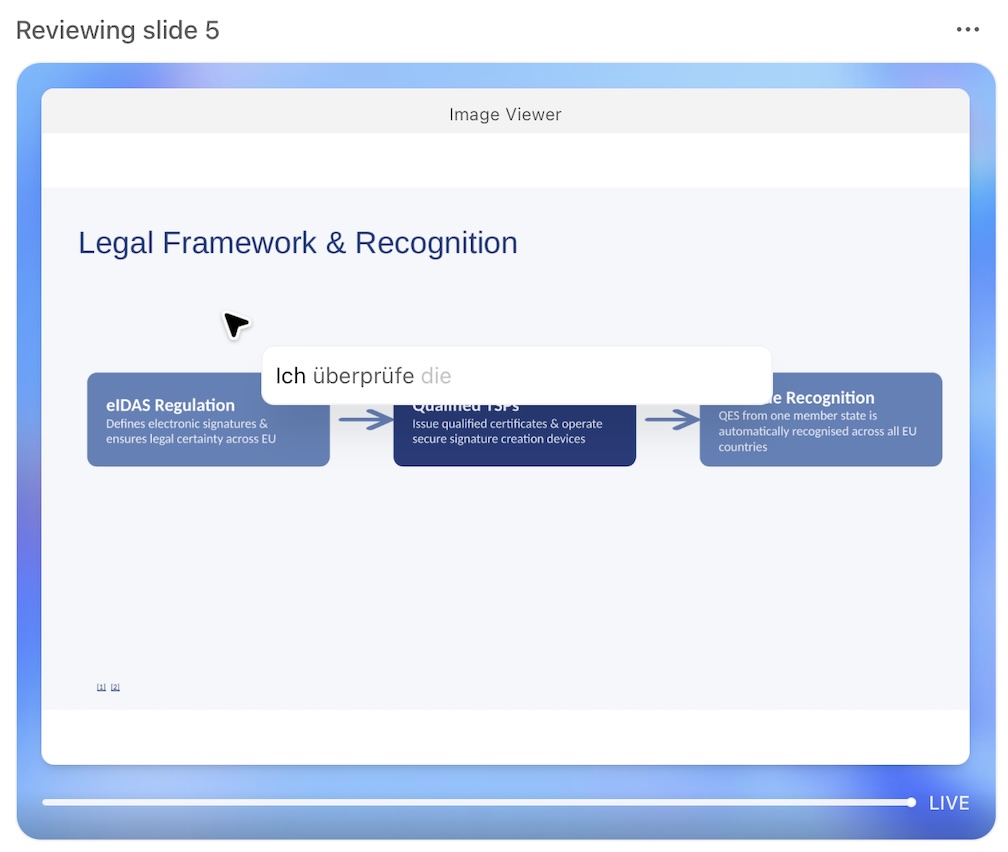 Reviewing slide 5
Image Viewer
Legal Framework & Recognition
Ich überprüfe die
eIDAS Regulation
Defines electronic signatures &
ensures legal certainty across EU
Qualified TSPs
Issue qualified certificates & operate
secure signature creation devices
Recognition
QES from one member state is
automatically recognised across all EU
countries
[1] [2]
LIVE